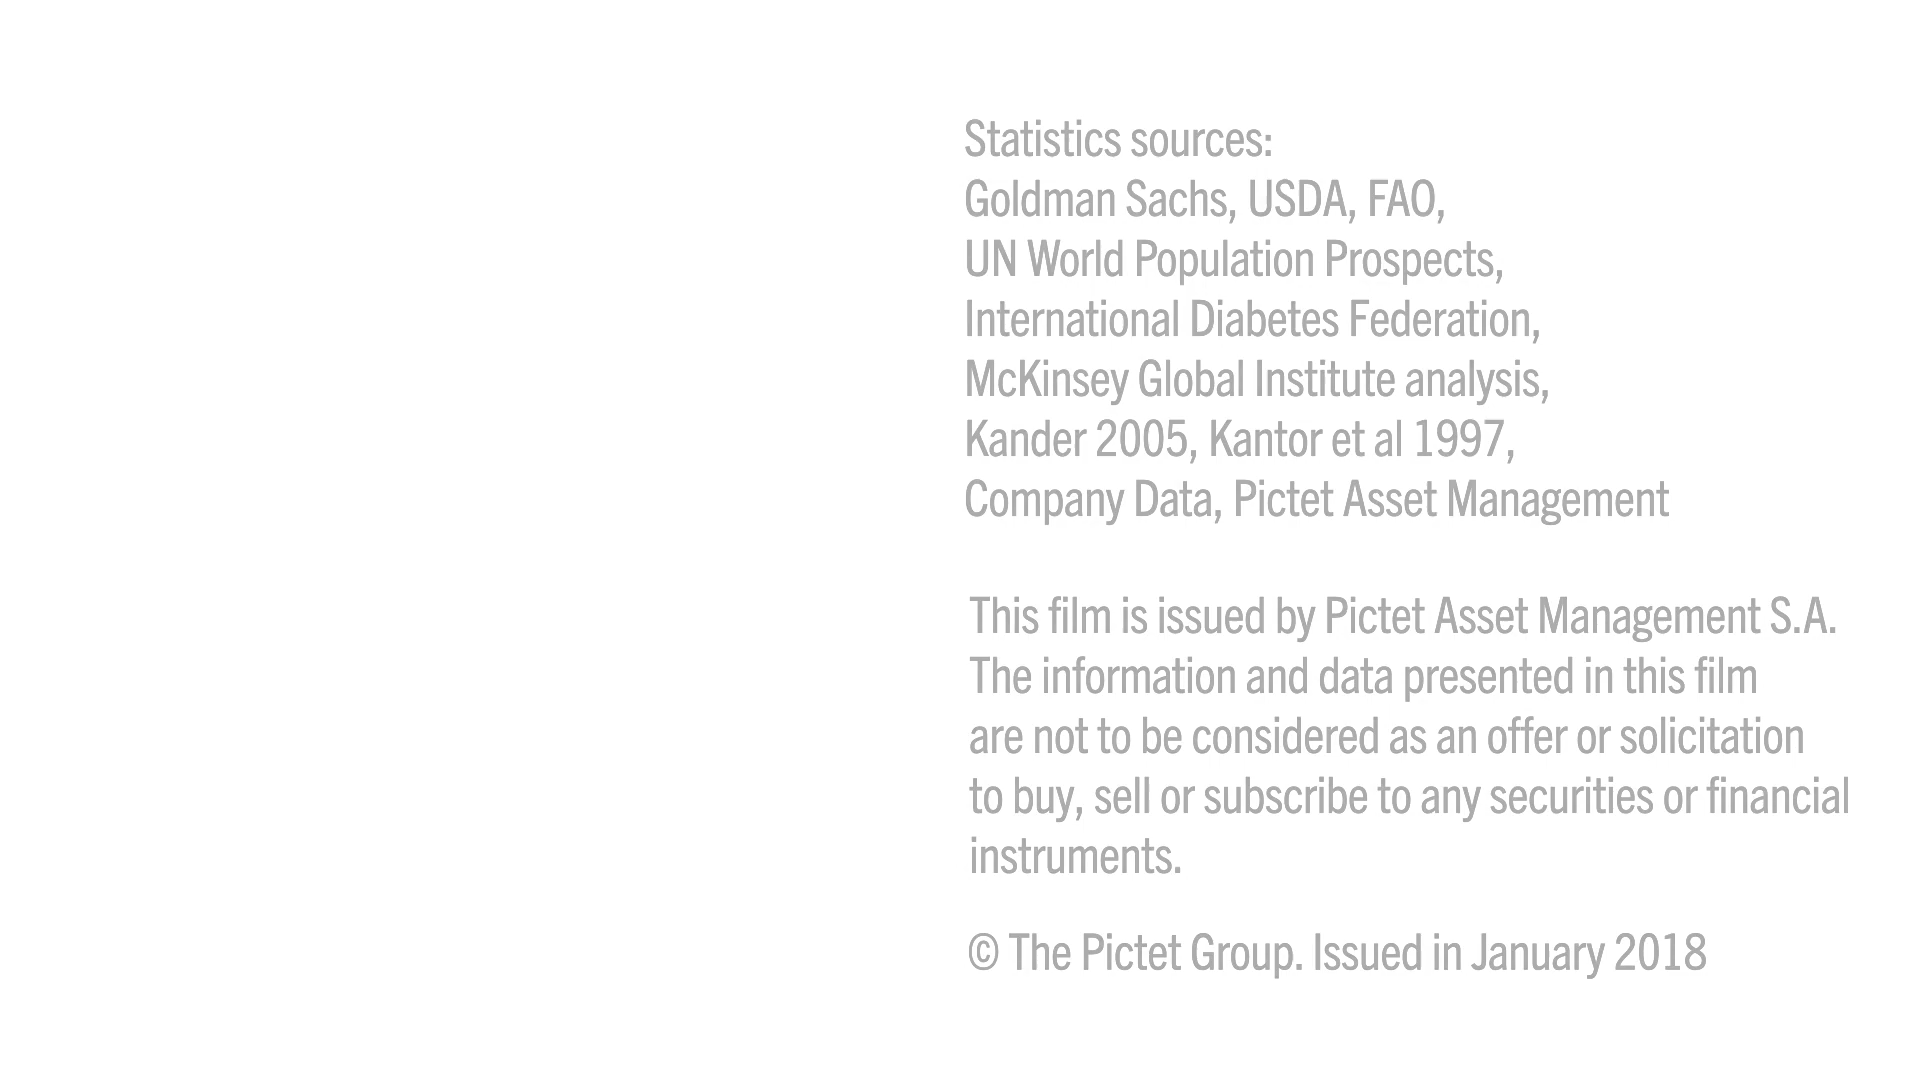 Statistics sources:
Goldman Sachs, USDA, FAO,
UN World Population Prospects,
International Diabetes Federation,
McKinsey Global Institute analysis,
Kander 2005, Kantor et al 1997,
Company Data, Pictet Asset Management
This film is issued by Pictet Asset Management S.A.
The information and data presented in this film
are not to be considered as an offer or solicitation
to buy, sell or subscribe to any securities or financial
instruments.
© The Pictet Group. Issued in January 2018